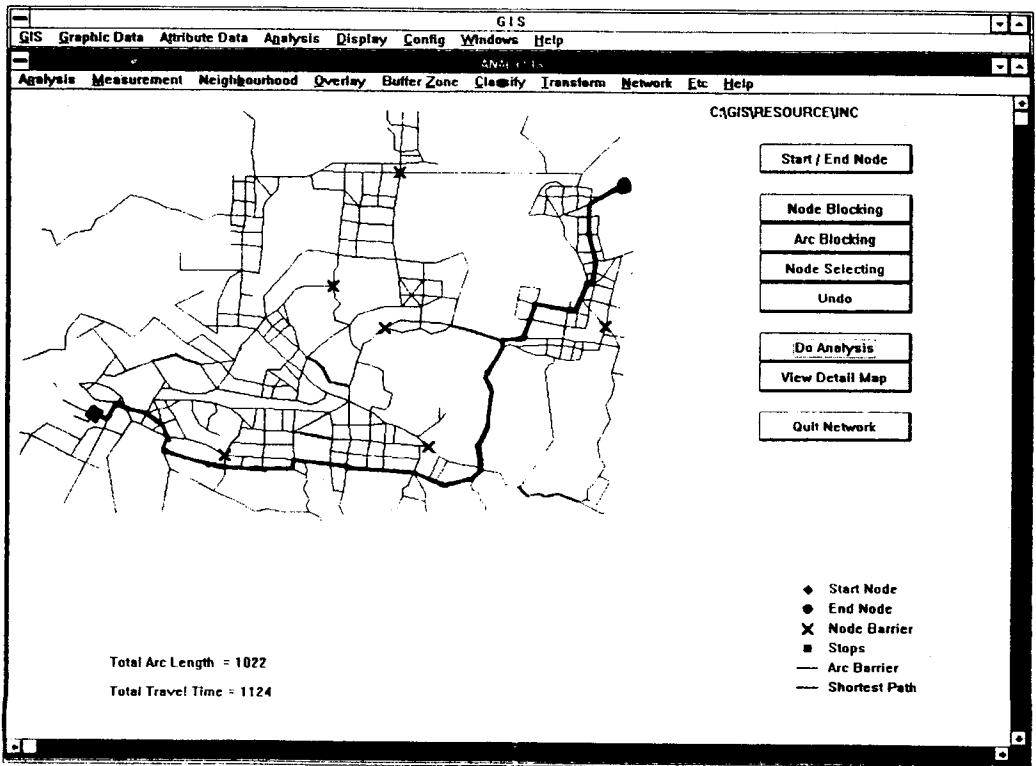 GIS
GIS Graphic Data Attribute Data Analysis Display Config Windows Help
ANALYSIS
Analysis Measurement Neighbourhood Overlay Buffer Zone Classify Transform Network Etc Help
C:\GIS\RESOURCE\INC
Start / End Node
Node Blocking
Arc Blocking
Node Selecting
Undo
Do Analysis
View Detail Map
Quit Network
Start Node
End Node
Node Barrier
Stops
Arc Barrier
Shortest Path
Total Arc Length = 1022
Total Travel Time = 1124